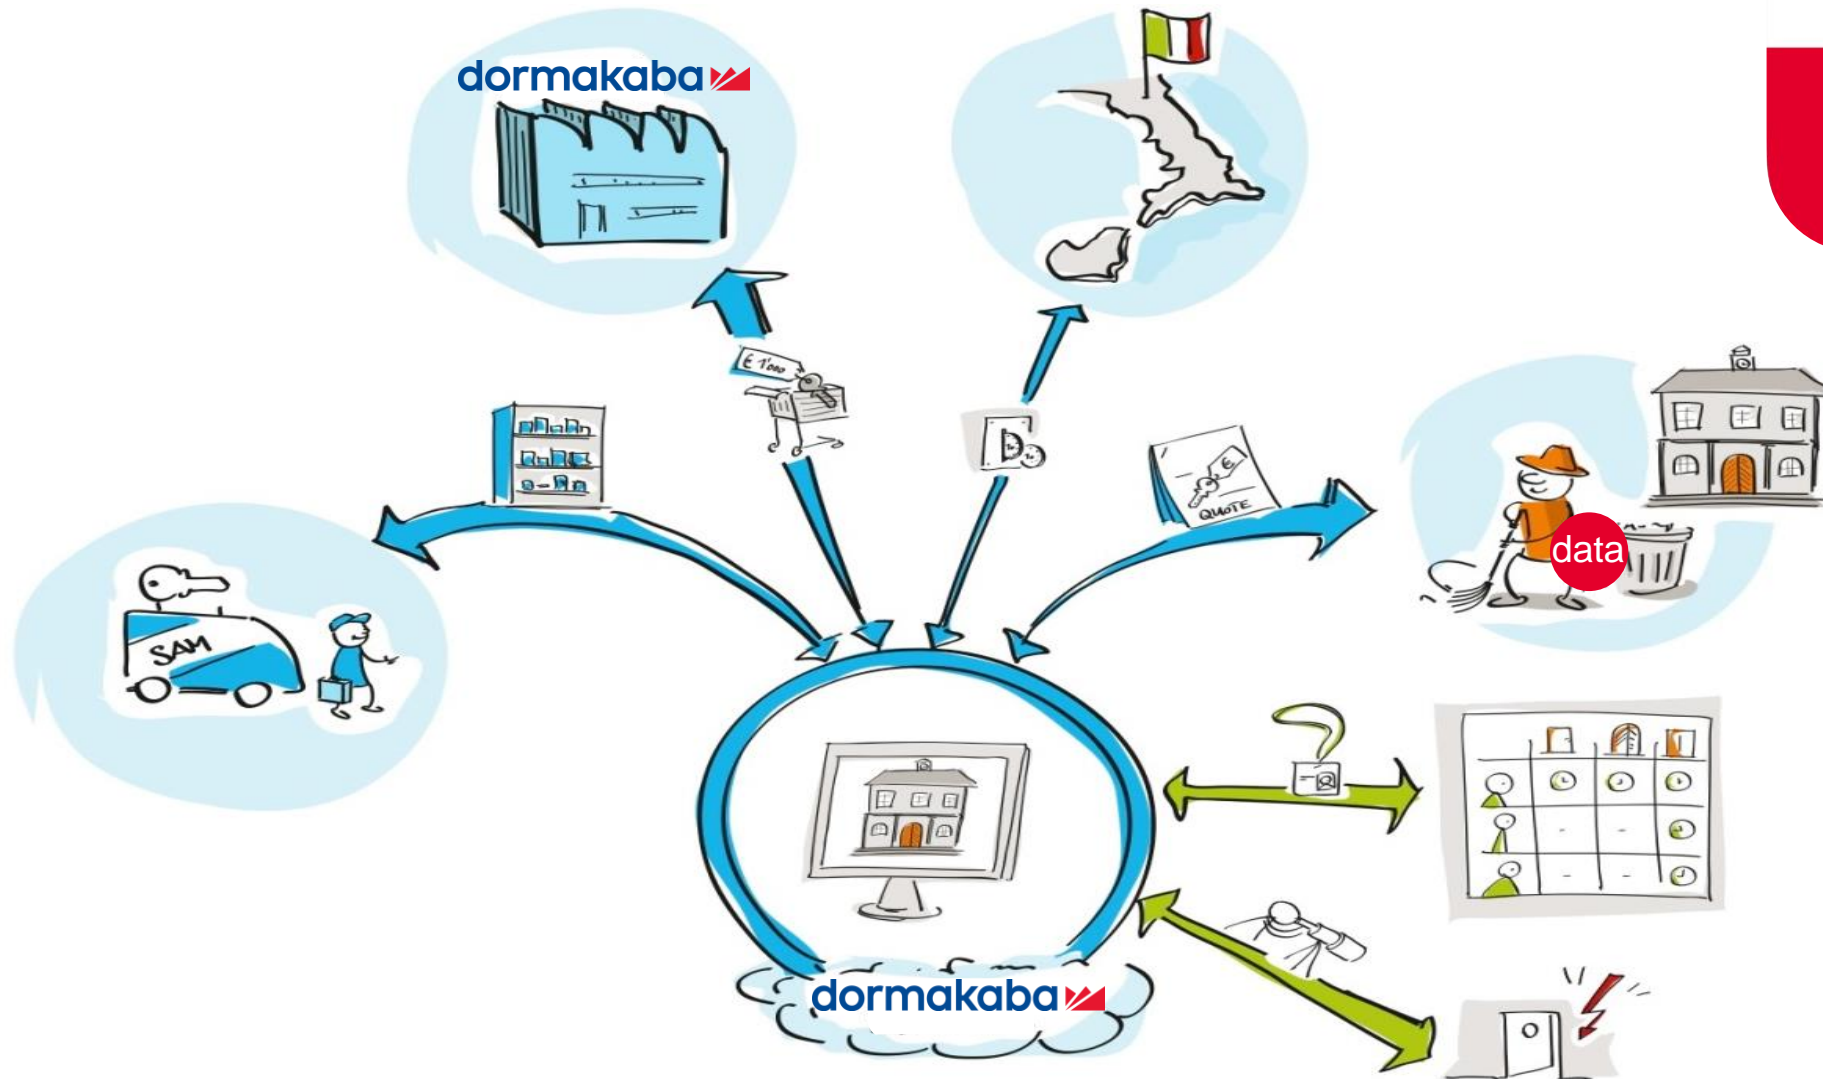 dormakaba
€ 1'000
D
€
QUOTE
data
SAM
dormakaba